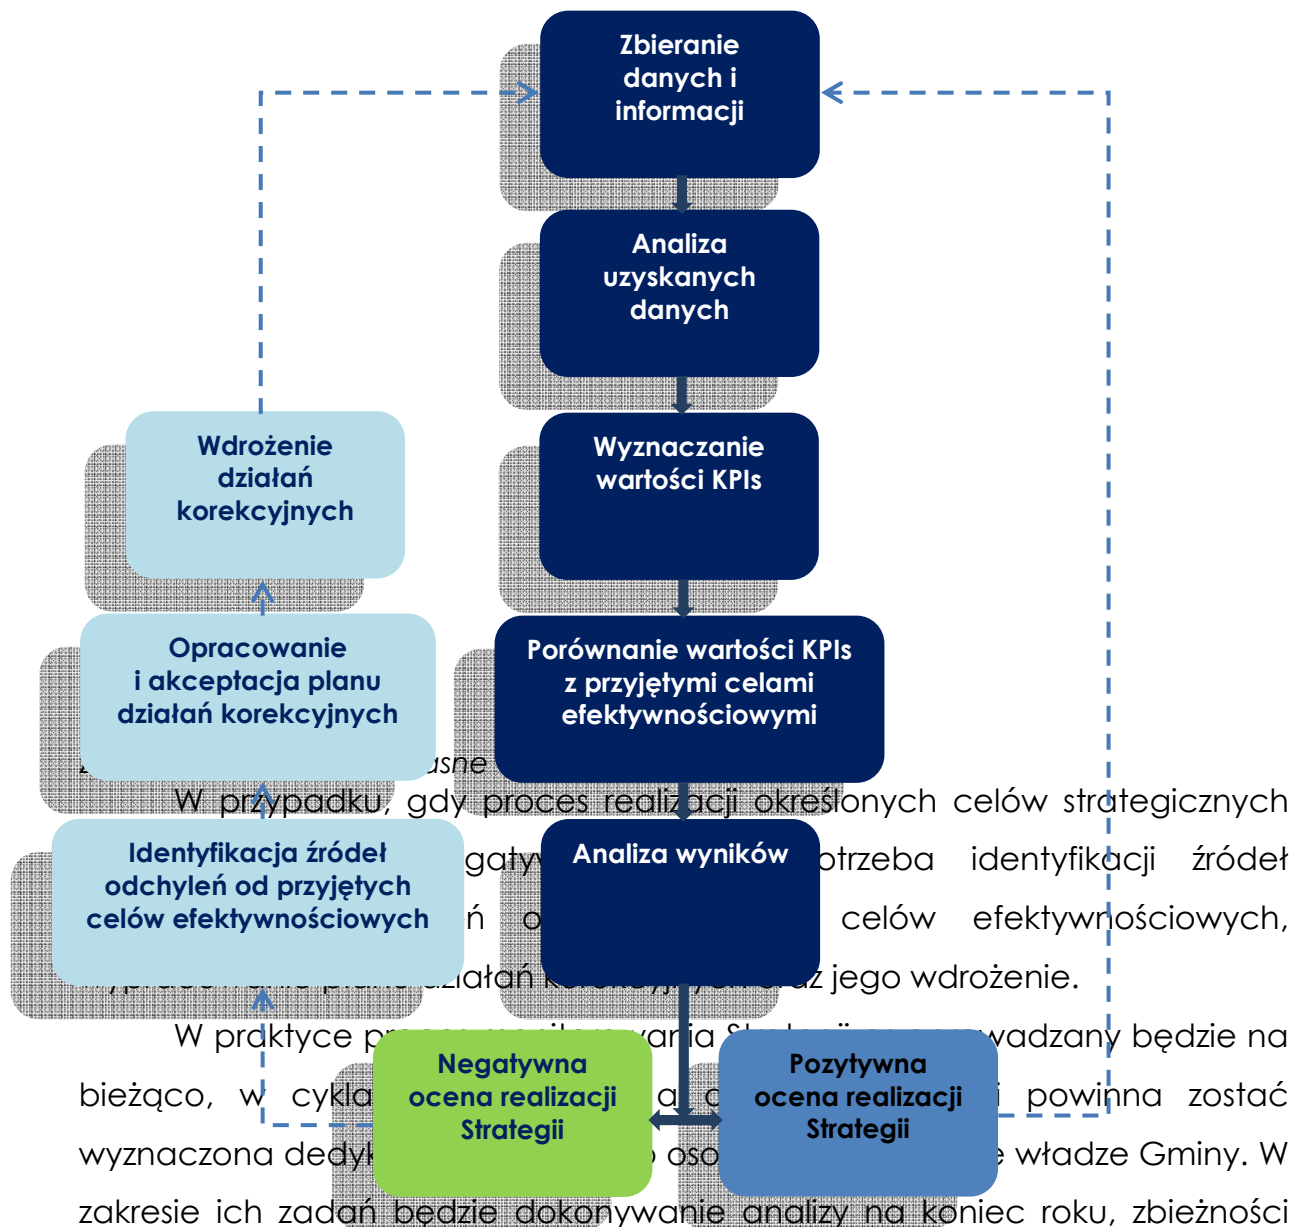 Zbieranie
danych i
informacji
Analiza
uzyskanych
danych
Wdrożenie
działań
korekcyjnych
Wyznaczanie
wartości KPIs
Opracowanie
i akceptacja planu
działań korekcyjnych
Porównanie wartości KPIs
z przyjętymi celami
efektywnościowymi
W przypadku, gdy proces realizacji określonych celów strategicznych
Identyfikacja źródeł
odchyleń od przyjętych
celów efektywnościowych
Analiza wyników
identyfikacji źródeł
celów efektywnościowych,
jego wdrożenie.
W praktyce będzie na
Negatywna
ocena realizacji
Strategii
Pozytywna
ocena realizacji
Strategii
bieżąco, w powinna zostać
wyznaczona władze Gminy. W
zakresie ich zadań będzie dokonywanie analizy na koniec roku, zbieżności